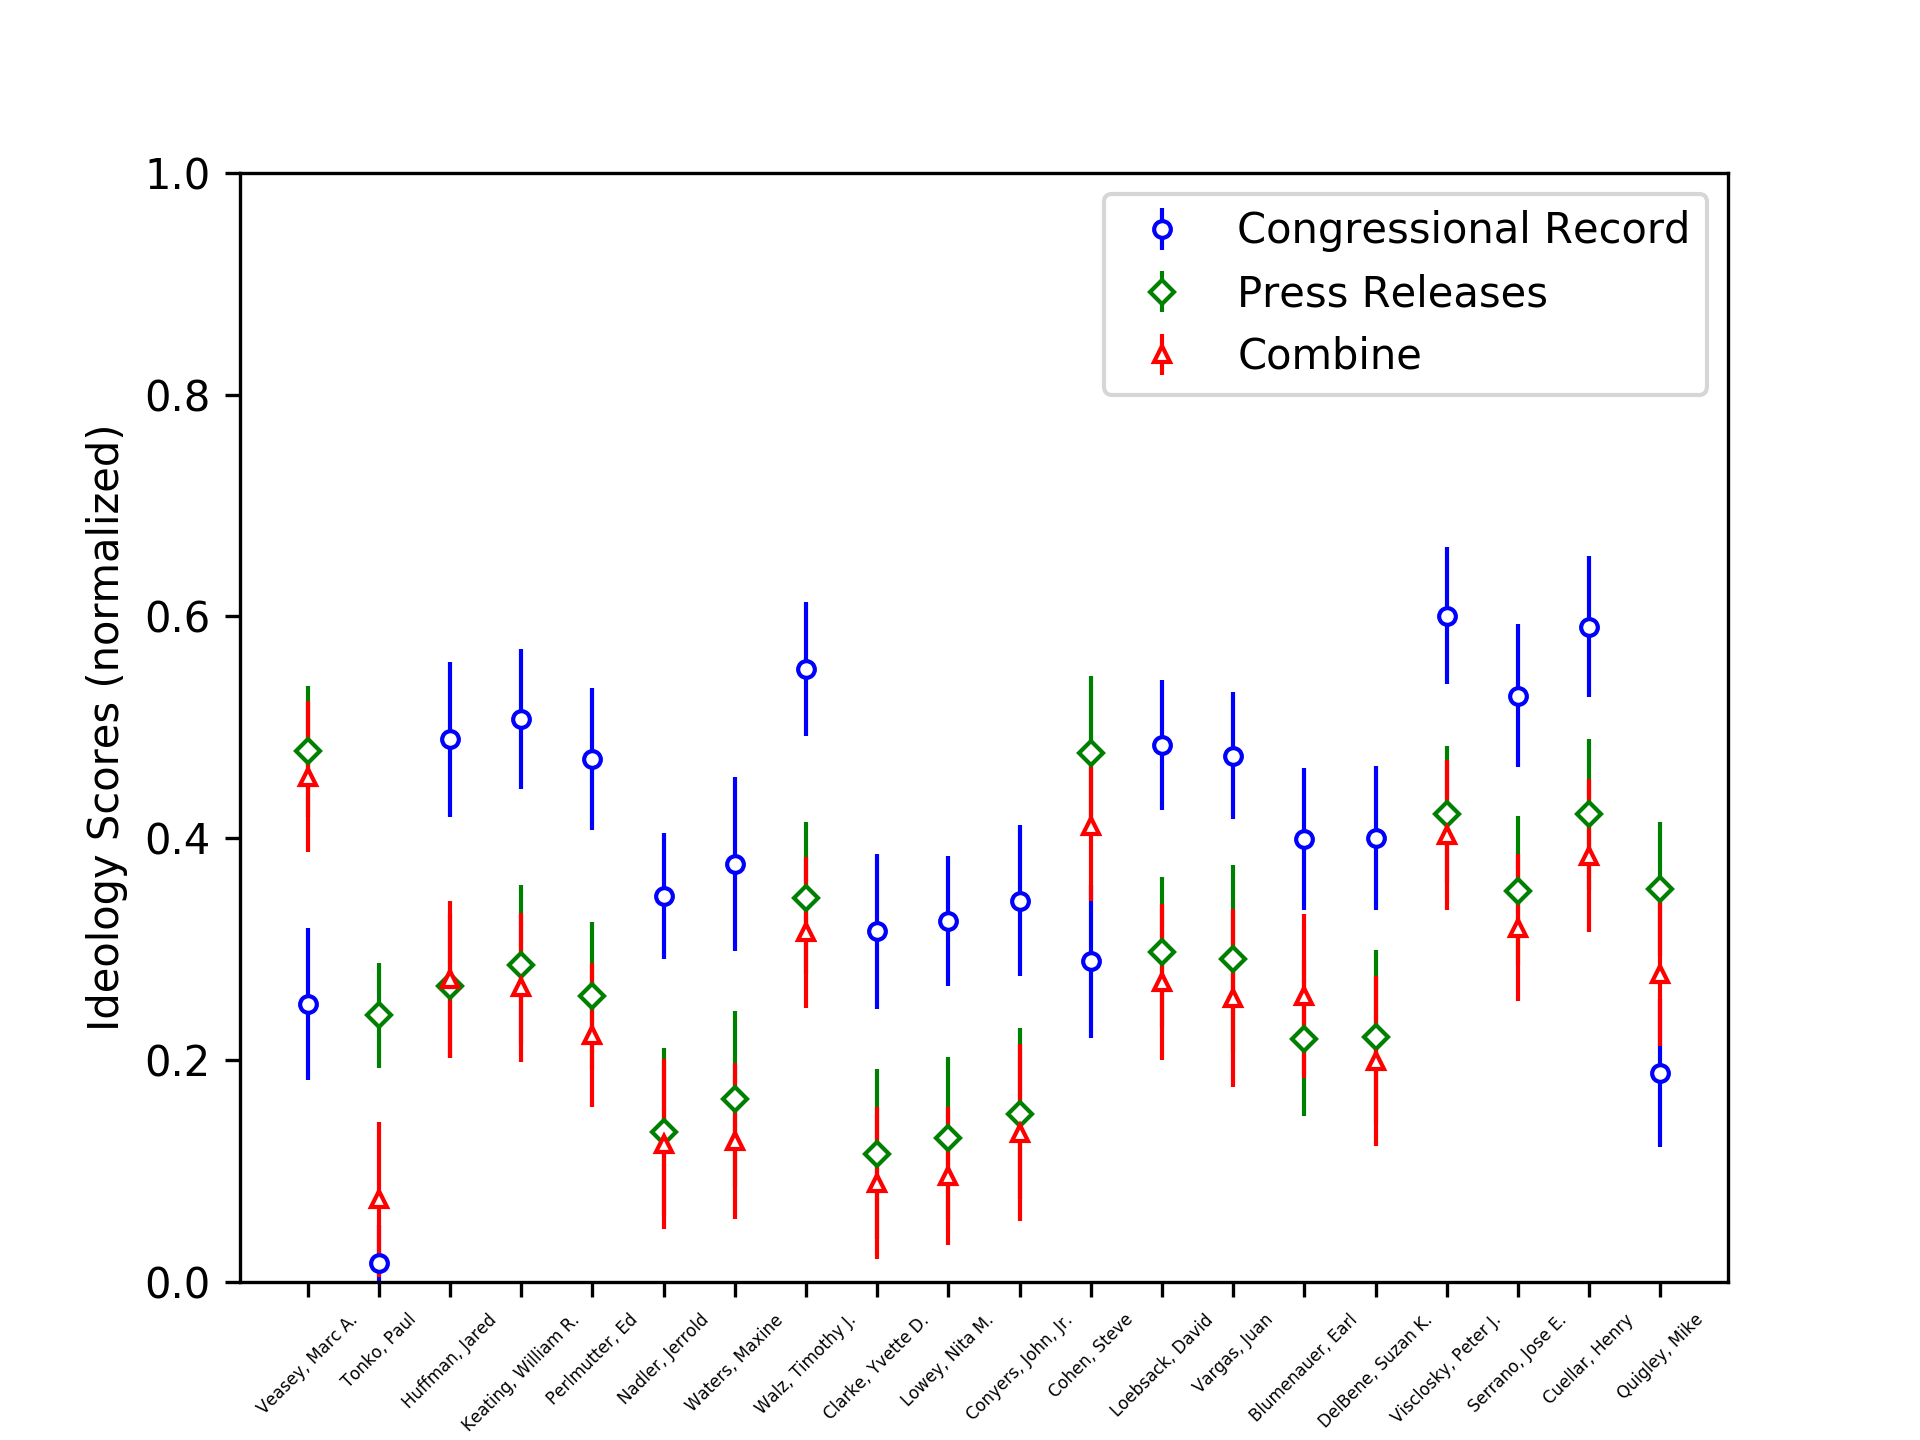 Congressional Record
Press Releases
Combine
Ideology Scores (normalized)
1.0
0.8
0.6
0.4
0.2
0.0
Veasey, Marc A.
Tonko, Paul
Huffman, Jared
Keating, William R.
Perlmutter, Ed
Nadler, Jerrold
Waters, Maxine
Walz, Timothy J.
Clarke, Yvette D.
Lowey, Nita M.
Conyers, John, Jr.
Cohen, Steve
Loebsack, David
Vargas, Juan
Blumenauer, Earl
DelBene, Suzan K.
Visclosky, Peter J.
Serrano, Jose E.
Cuellar, Henry
Quigley, Mike